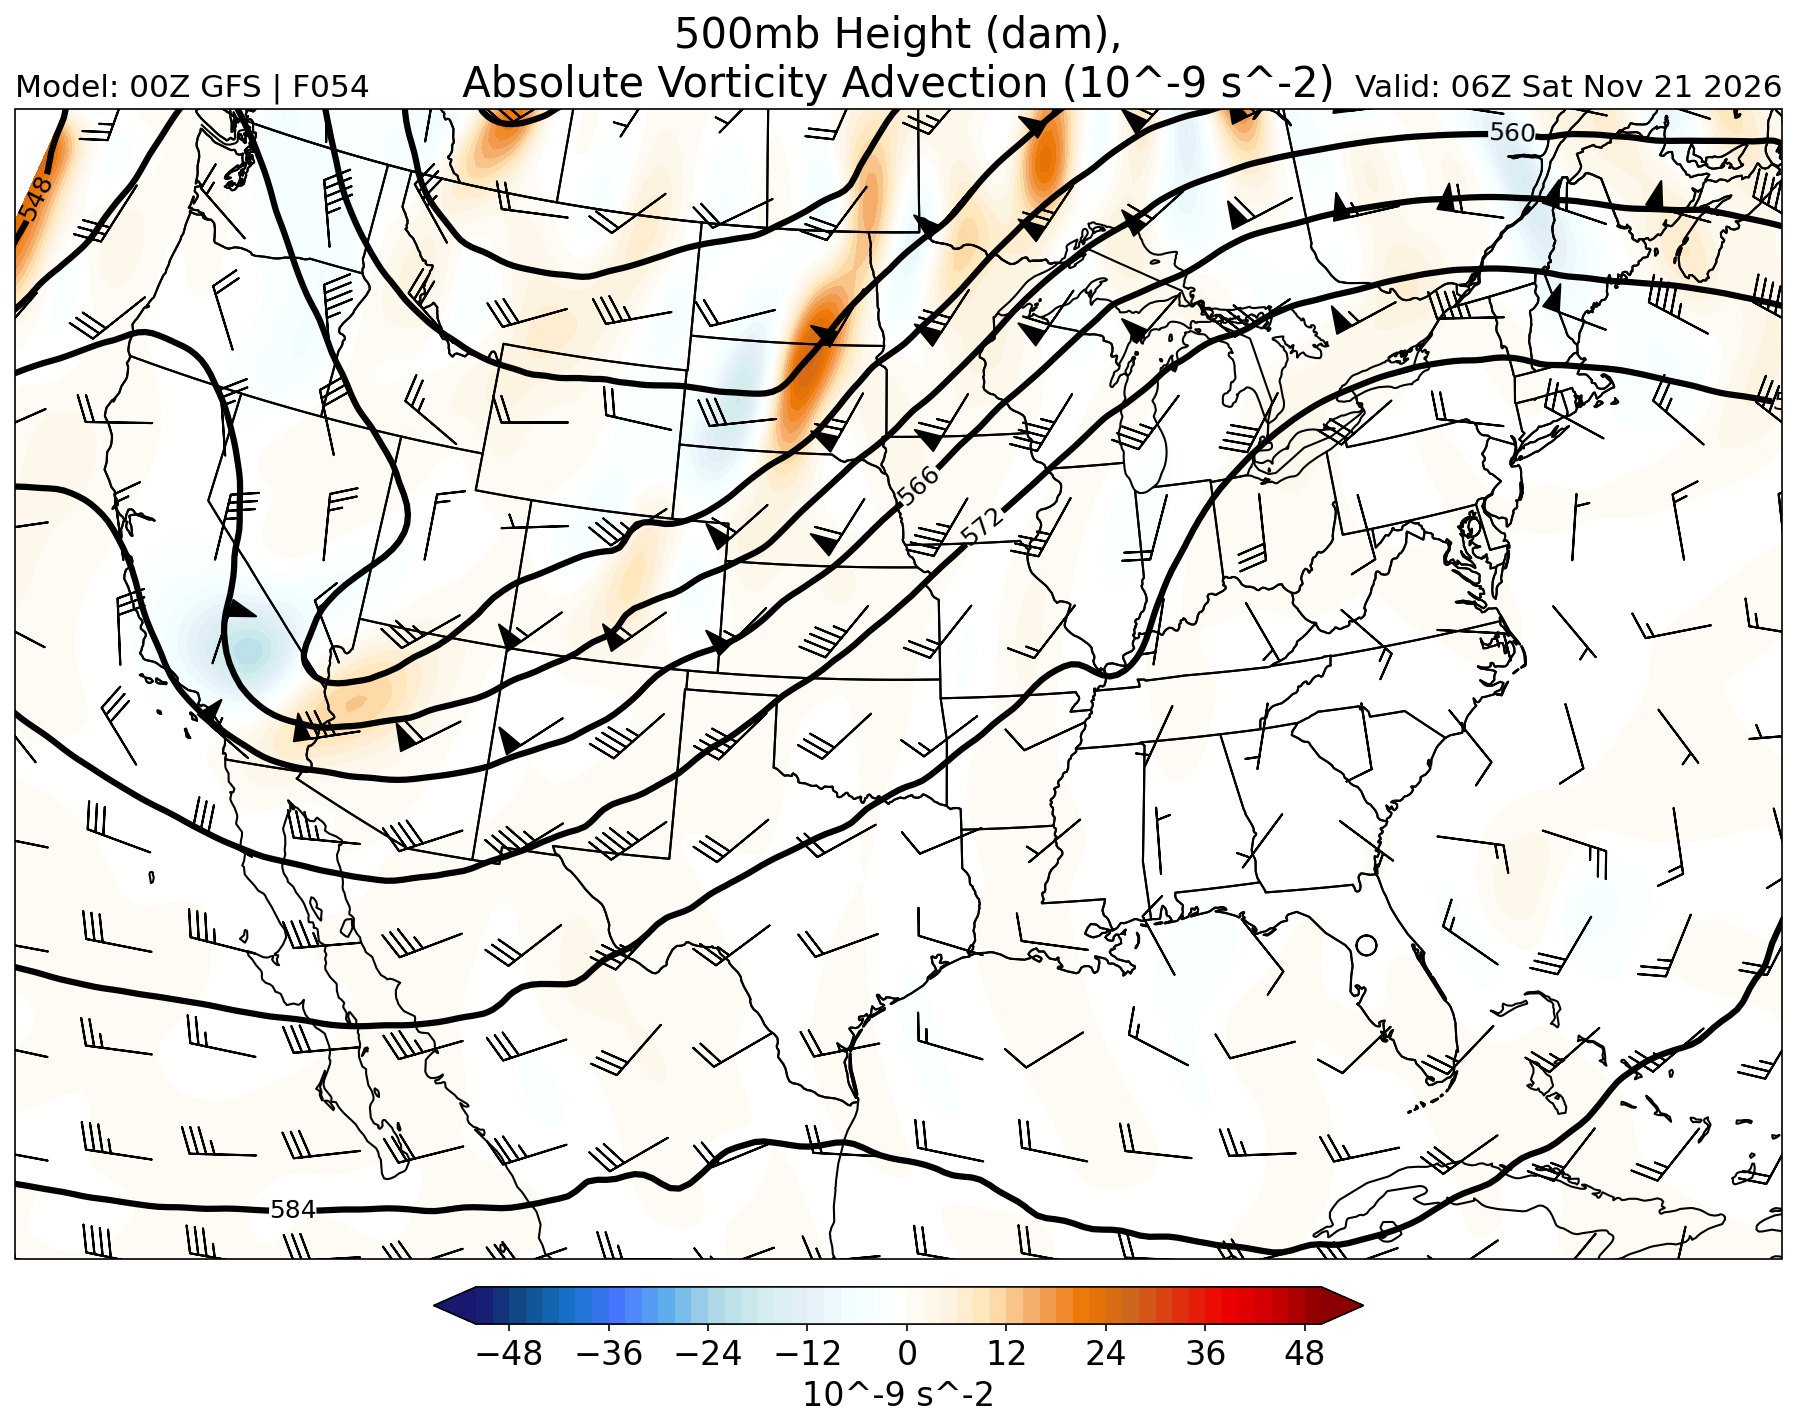 500mb Height (dam),
Model: 00Z GFS | F054
Absolute Vorticity Advection (10^-9 s^-2)
Valid: 06Z Sat Nov 21 2026
560
548
566
572
584
−48 −36 −24 −12 0 12 24 36 48
10^-9 s^-2